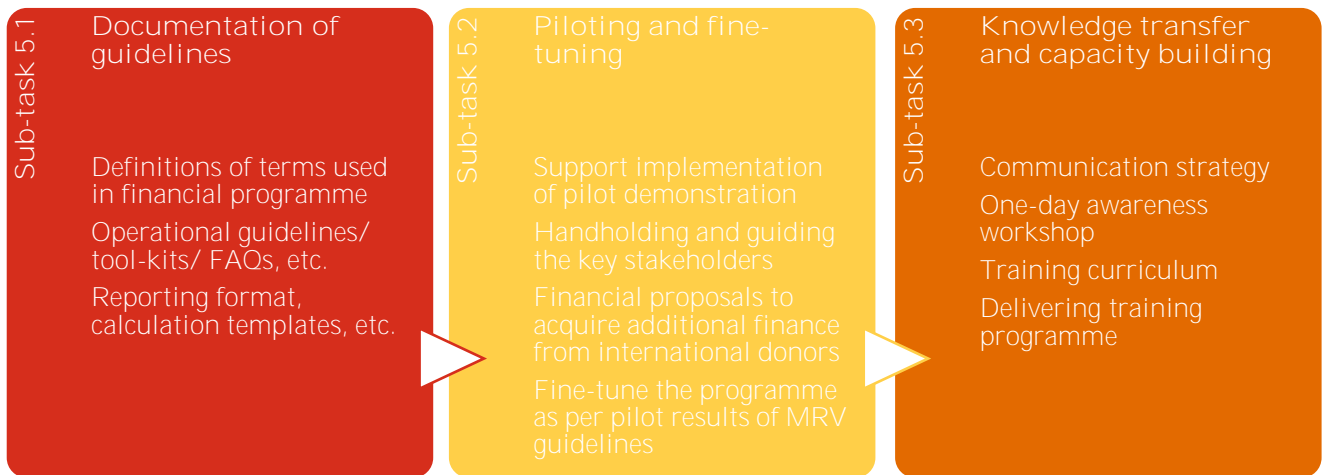 Sub-task 5.1
Documentation of
guidelines
Definitions of terms used
in financial programme
Operational guidelines/
tool-kits/ FAQs, etc.
Reporting format,
calculation templates, etc.
Sub-task 5.2
Piloting and fine-
tuning
Support implementation
of pilot demonstration
Handholding and guiding
the key stakeholders
Financial proposals to
acquire additional finance
from international donors
Fine-tune the programme
as per pilot results of MRV
guidelines
Sub-task 5.3
Knowledge transfer
and capacity building
Communication strategy
One-day awareness
workshop
Training curriculum
Delivering training
programme